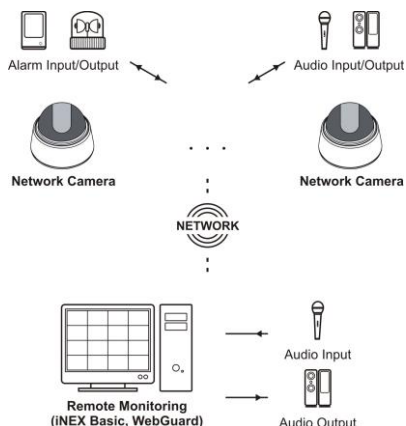 Alarm Input/Output
Audio Input/Output
Network Camera
. . .
Network Camera
NETWORK
Audio Input
Remote Monitoring
(iNEX Basic, WebGuard)
Audio Output